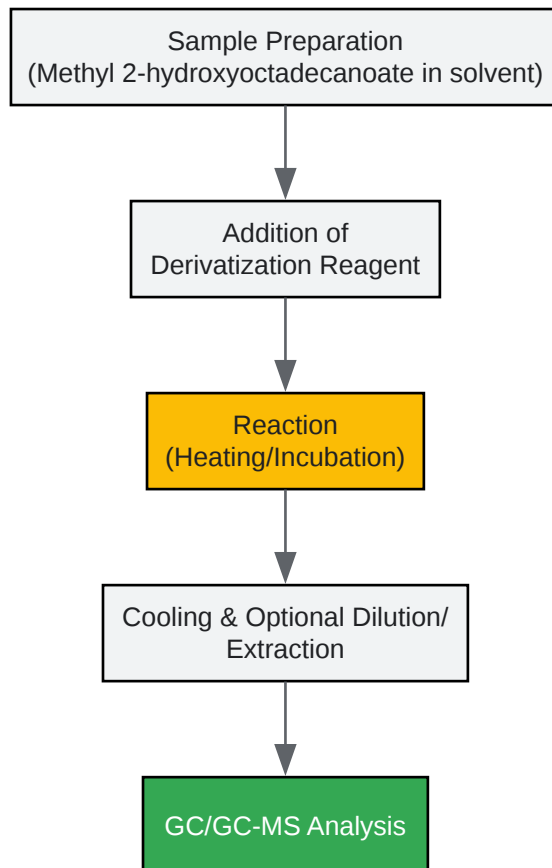 Sample Preparation
(Methyl 2-hydroxyoctadecanoate in solvent)
Addition of
Derivatization Reagent
Reaction
(Heating/Incubation)
Cooling & Optional Dilution/
Extraction
GC/GC-MS Analysis